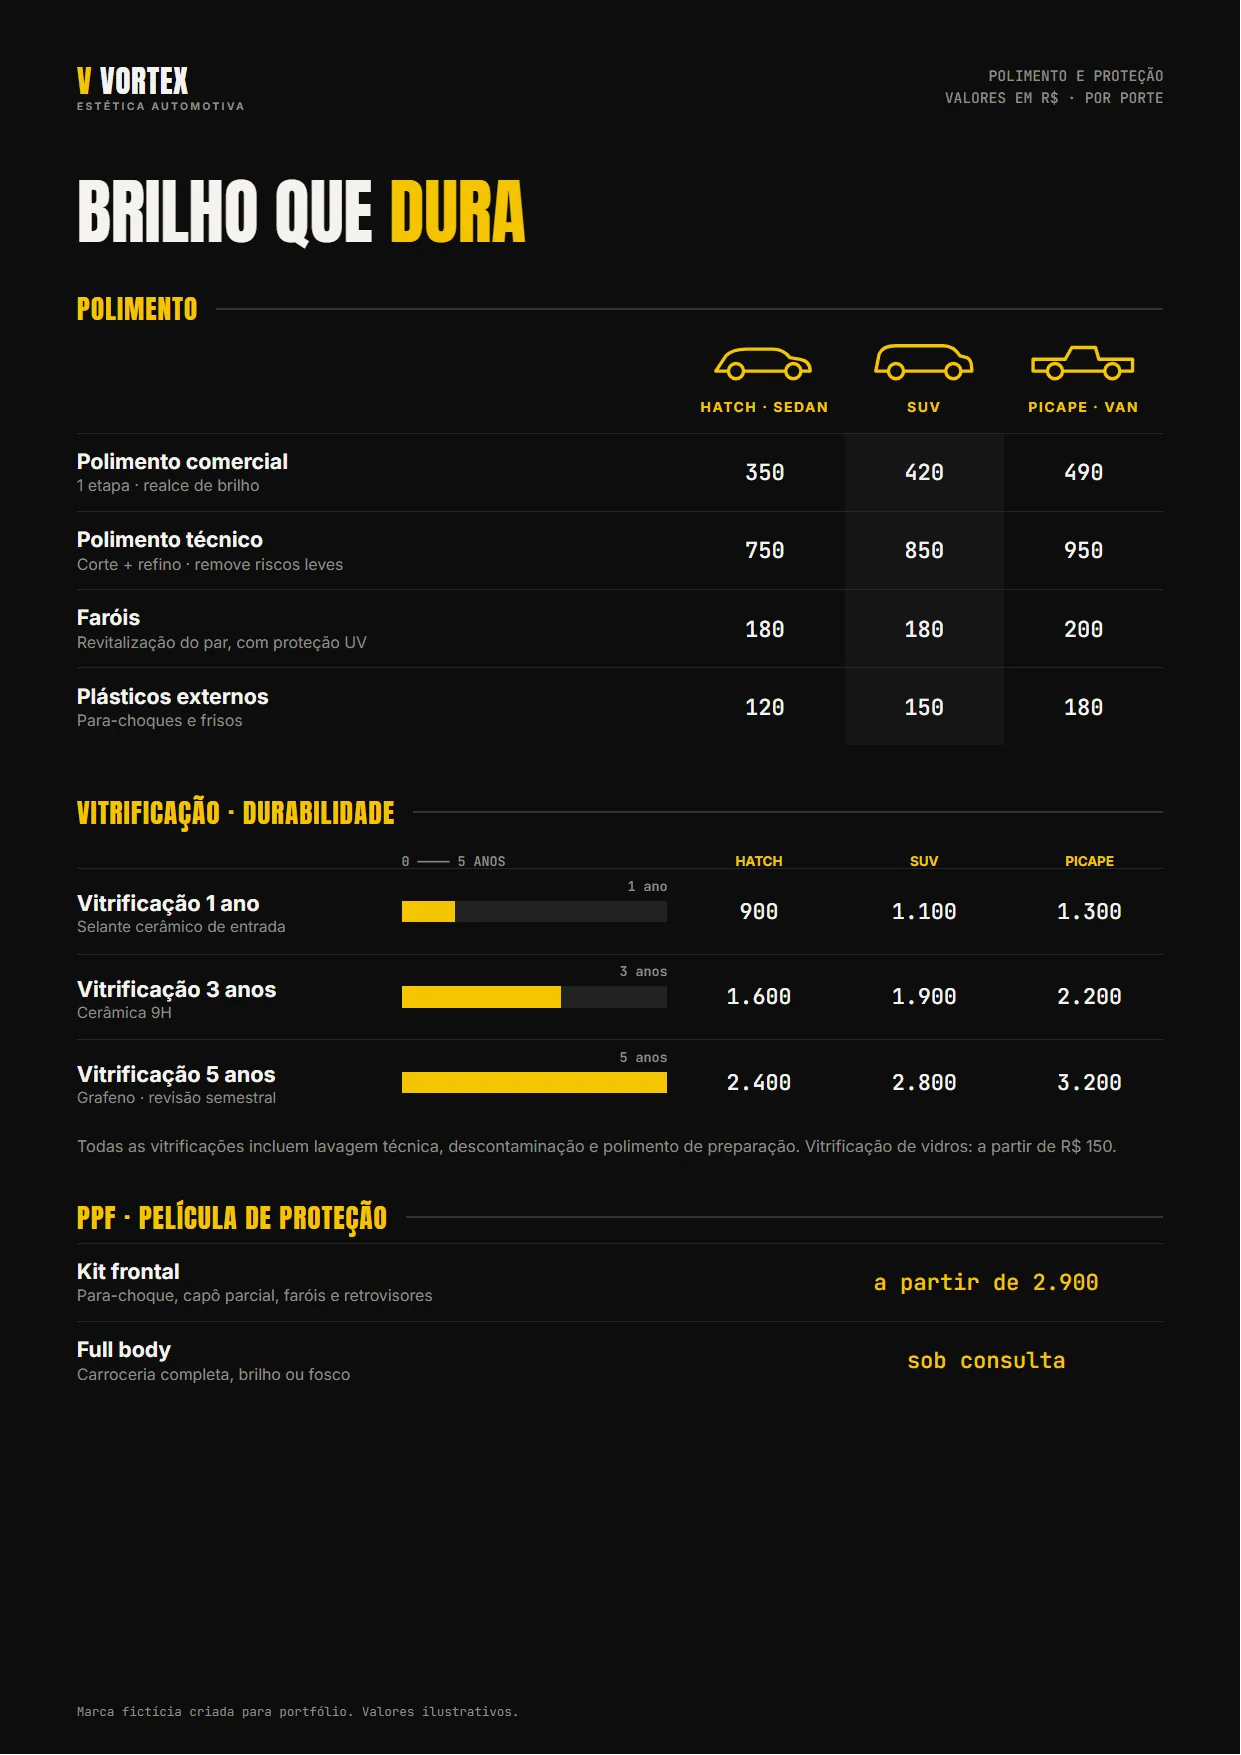 V VORTEX
ESTÉTICA AUTOMOTIVA
POLIMENTO E PROTEÇÃO
VALORES EM R$ · POR PORTE
BRILHO QUE DURA
POLIMENTO
HATCH · SEDAN SUV PICAPE · VAN
Polimento comercial
1 etapa · realce de brilho
350 420 490
Polimento técnico
Corte + refino · remove riscos leves
750 850 950
Faróis
Revitalização do par, com proteção UV
180 180 200
Plásticos externos
Para-choques e frisos
120 150 180
VITRIFICAÇÃO · DURABILIDADE
0 —— 5 ANOS HATCH SUV PICAPE
1 ano
Vitrificação 1 ano
Selante cerâmico de entrada
900 1.100 1.300
3 anos
Vitrificação 3 anos
Cerâmica 9H
1.600 1.900 2.200
5 anos
Vitrificação 5 anos
Grafeno · revisão semestral
2.400 2.800 3.200
Todas as vitrificações incluem lavagem técnica, descontaminação e polimento de preparação. Vitrificação de vidros: a partir de R$ 150.
PPF · PELÍCULA DE PROTEÇÃO
Kit frontal
Para-choque, capô parcial, faróis e retrovisores
a partir de 2.900
Full body
Carroceria completa, brilho ou fosco
sob consulta
Marca fictícia criada para portfólio. Valores ilustrativos.